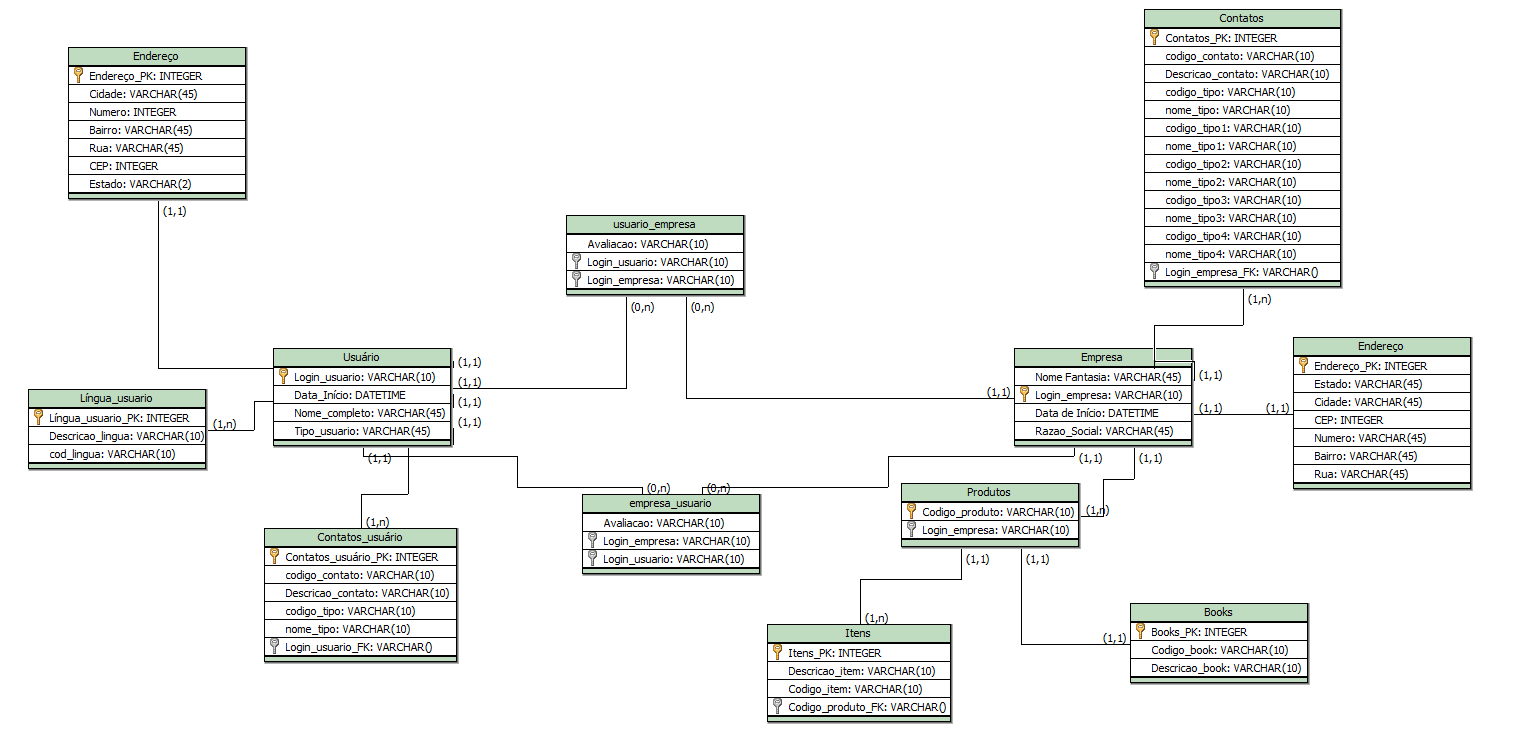 Contatos
Contatos_PK: INTEGER
codigo_contato: VARCHAR(10)
Descricao_contato: VARCHAR(10)
codigo_tipo: VARCHAR(10)
nome_tipo: VARCHAR(10)
codigo_tipo1: VARCHAR(10)
nome_tipo1: VARCHAR(10)
codigo_tipo2: VARCHAR(10)
nome_tipo2: VARCHAR(10)
codigo_tipo3: VARCHAR(10)
nome_tipo3: VARCHAR(10)
codigo_tipo4: VARCHAR(10)
nome_tipo4: VARCHAR(10)
Login_empresa_FK: VARCHAR()
(1,n)
Endereço
Endereço_PK: INTEGER
Cidade: VARCHAR(45)
Numero: INTEGER
Bairro: VARCHAR(45)
Rua: VARCHAR(45)
CEP: INTEGER
Estado: VARCHAR(2)
(1,1)
usuario_empresa
Avaliacao: VARCHAR(10)
Login_usuario: VARCHAR(10)
Login_empresa: VARCHAR(10)
(0,n)
(0,n)
Usuário
Login_usuario: VARCHAR(10)
Data_Início: DATETIME
Nome_completo: VARCHAR(45)
Tipo_usuario: VARCHAR(45)
(1,1)
(1,1)
(1,1)
(1,1)
(1,1)
Empresa
Nome Fantasia: VARCHAR(45)
Login_empresa: VARCHAR(10)
Data de Início: DATETIME
Razao_Social: VARCHAR(45)
(1,1)
(1,1)
(1,1)
(1,1)
(1,1)
(1,1)
Endereço
Endereço_PK: INTEGER
Estado: VARCHAR(45)
Cidade: VARCHAR(45)
CEP: INTEGER
Numero: VARCHAR(45)
Bairro: VARCHAR(45)
Rua: VARCHAR(45)
Língua_usuario
Língua_usuario_PK: INTEGER
Descricao_lingua: VARCHAR(10)
cod_lingua: VARCHAR(10)
(1,n)
(0,n)
(0,n)
empresa_usuario
Avaliacao: VARCHAR(10)
Login_empresa: VARCHAR(10)
Login_usuario: VARCHAR(10)
Produtos
Codigo_produto: VARCHAR(10)
Login_empresa: VARCHAR(10)
(1,n)
(1,1)
(1,1)
(1,n)
Contatos_usuário
Contatos_usuário_PK: INTEGER
codigo_contato: VARCHAR(10)
Descricao_contato: VARCHAR(10)
codigo_tipo: VARCHAR(10)
nome_tipo: VARCHAR(10)
Login_usuario_FK: VARCHAR()
(1,n)
Itens
Itens_PK: INTEGER
Descricao_item: VARCHAR(10)
Codigo_item: VARCHAR(10)
Codigo_produto_FK: VARCHAR()
(1,1)
Books
Books_PK: INTEGER
Codigo_book: VARCHAR(10)
Descricao_book: VARCHAR(10)